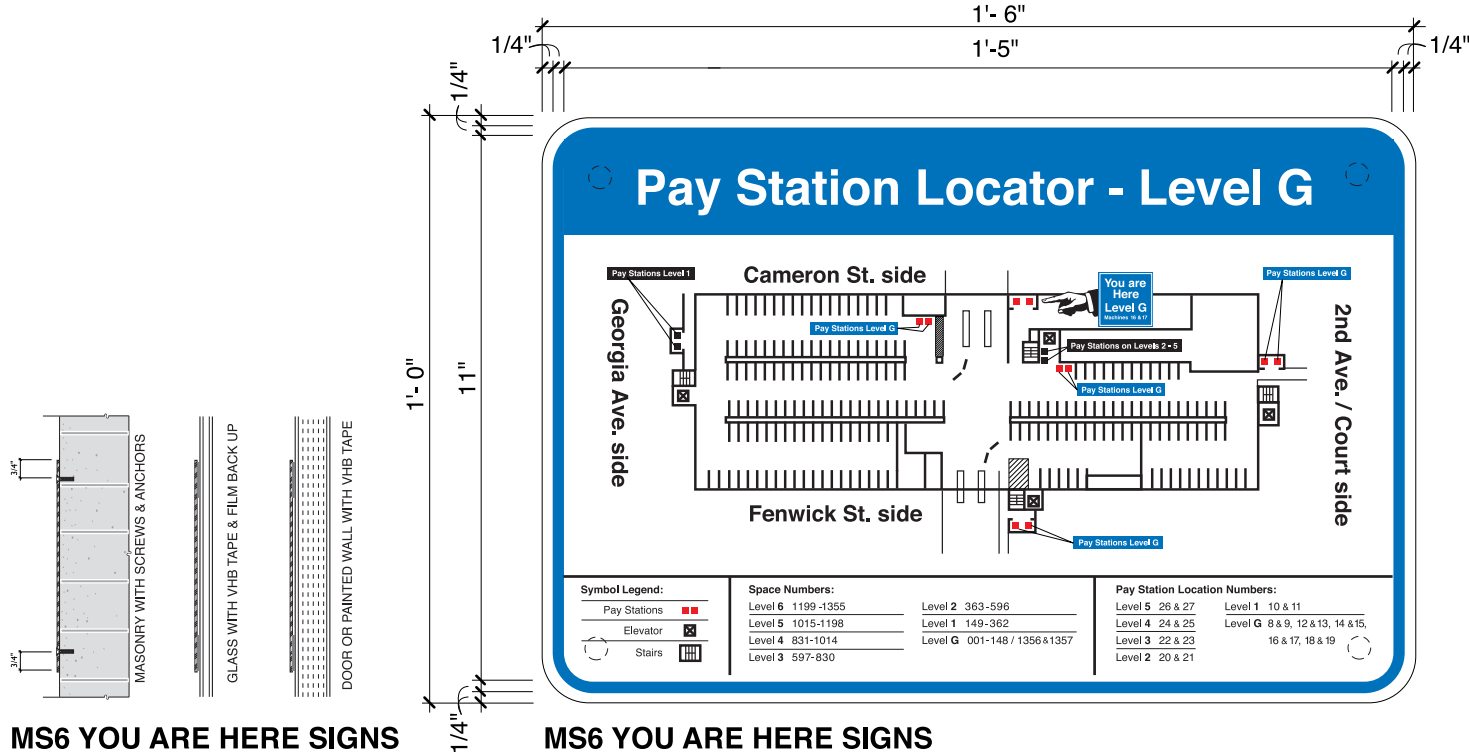 1'- 6"
1/4"
1'-5"
1/4"
1/4"
1'- 0"
11"
1/4"
Pay Station Locator - Level G
Pay Stations Level 1
Cameron St. side
You are
Here
Level G
Machines 16 & 17
Pay Stations Level G
Georgia Ave. side
Pay Stations Level G
Pay Stations on Levels 2 - 5
Pay Stations Level G
2nd Ave. / Court side
Fenwick St. side
Pay Stations Level G
Symbol Legend:
Pay Stations
Elevator
Stairs
Space Numbers:
Level 6 1199 -1355
Level 5 1015-1198
Level 4 831-1014
Level 3 597-830
Level 2 363-596
Level 1 149-362
Level G 001-148 / 1356 &1357
Pay Station Location Numbers:
Level 5 26 & 27
Level 4 24 & 25
Level 3 22 & 23
Level 2 20 & 21
Level 1 10 & 11
Level G 8 & 9, 12 &13, 14 &15,
16 & 17, 18 & 19
3/4"
3/4"
MASONRY WITH SCREWS & ANCHORS
GLASS WITH VHB TAPE & FILM BACK UP
DOOR OR PAINTED WALL WITH VHB TAPE
MS6 YOU ARE HERE SIGNS
MS6 YOU ARE HERE SIGNS